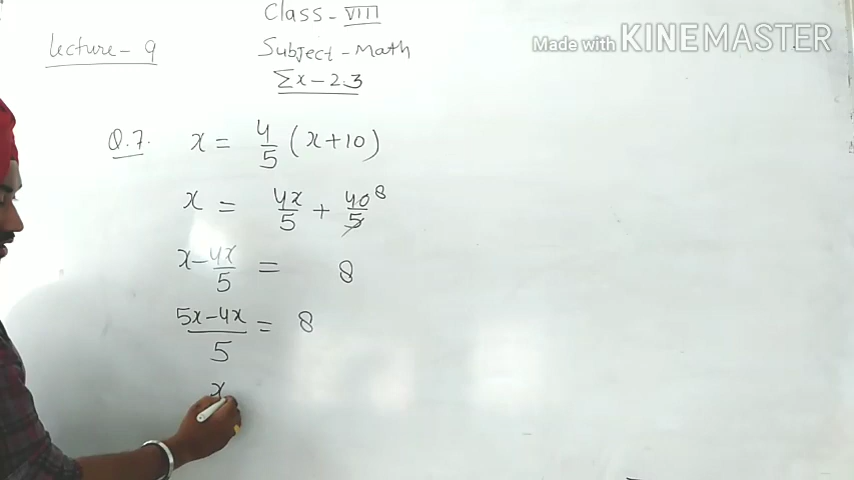 Class - VIII
Lecture - 9
Subject - Math
Made with KINEMASTER
Σx - 2.3
Q.7. x = 4/5 (x+10)
x = 4x/5 + 40/5 8
x - 4x/5 = 8
5x-4x/5 = 8
x